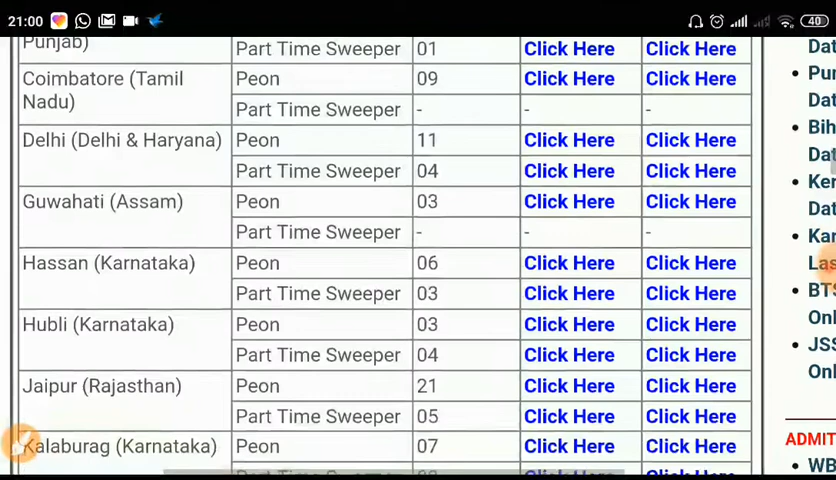 21:00
40
Punjab)
Part Time Sweeper 01 Click Here Click Here
Coimbatore (Tamil Nadu)
Peon 09 Click Here Click Here
Part Time Sweeper - - -
Delhi (Delhi & Haryana) Peon 11 Click Here Click Here
Part Time Sweeper 04 Click Here Click Here
Guwahati (Assam) Peon 03 Click Here Click Here
Part Time Sweeper - - -
Hassan (Karnataka) Peon 06 Click Here Click Here
Part Time Sweeper 03 Click Here Click Here
Hubli (Karnataka) Peon 03 Click Here Click Here
Part Time Sweeper 04 Click Here Click Here
Jaipur (Rajasthan) Peon 21 Click Here Click Here
Part Time Sweeper 05 Click Here Click Here
Kalaburag (Karnataka) Peon 07 Click Here Click Here
Dat
• Pun
Dat
• Bih
Dat
• Ker
Dat
• Kar
Las
• BTS
Onl
• JSS
Onl
ADMIT
• WB